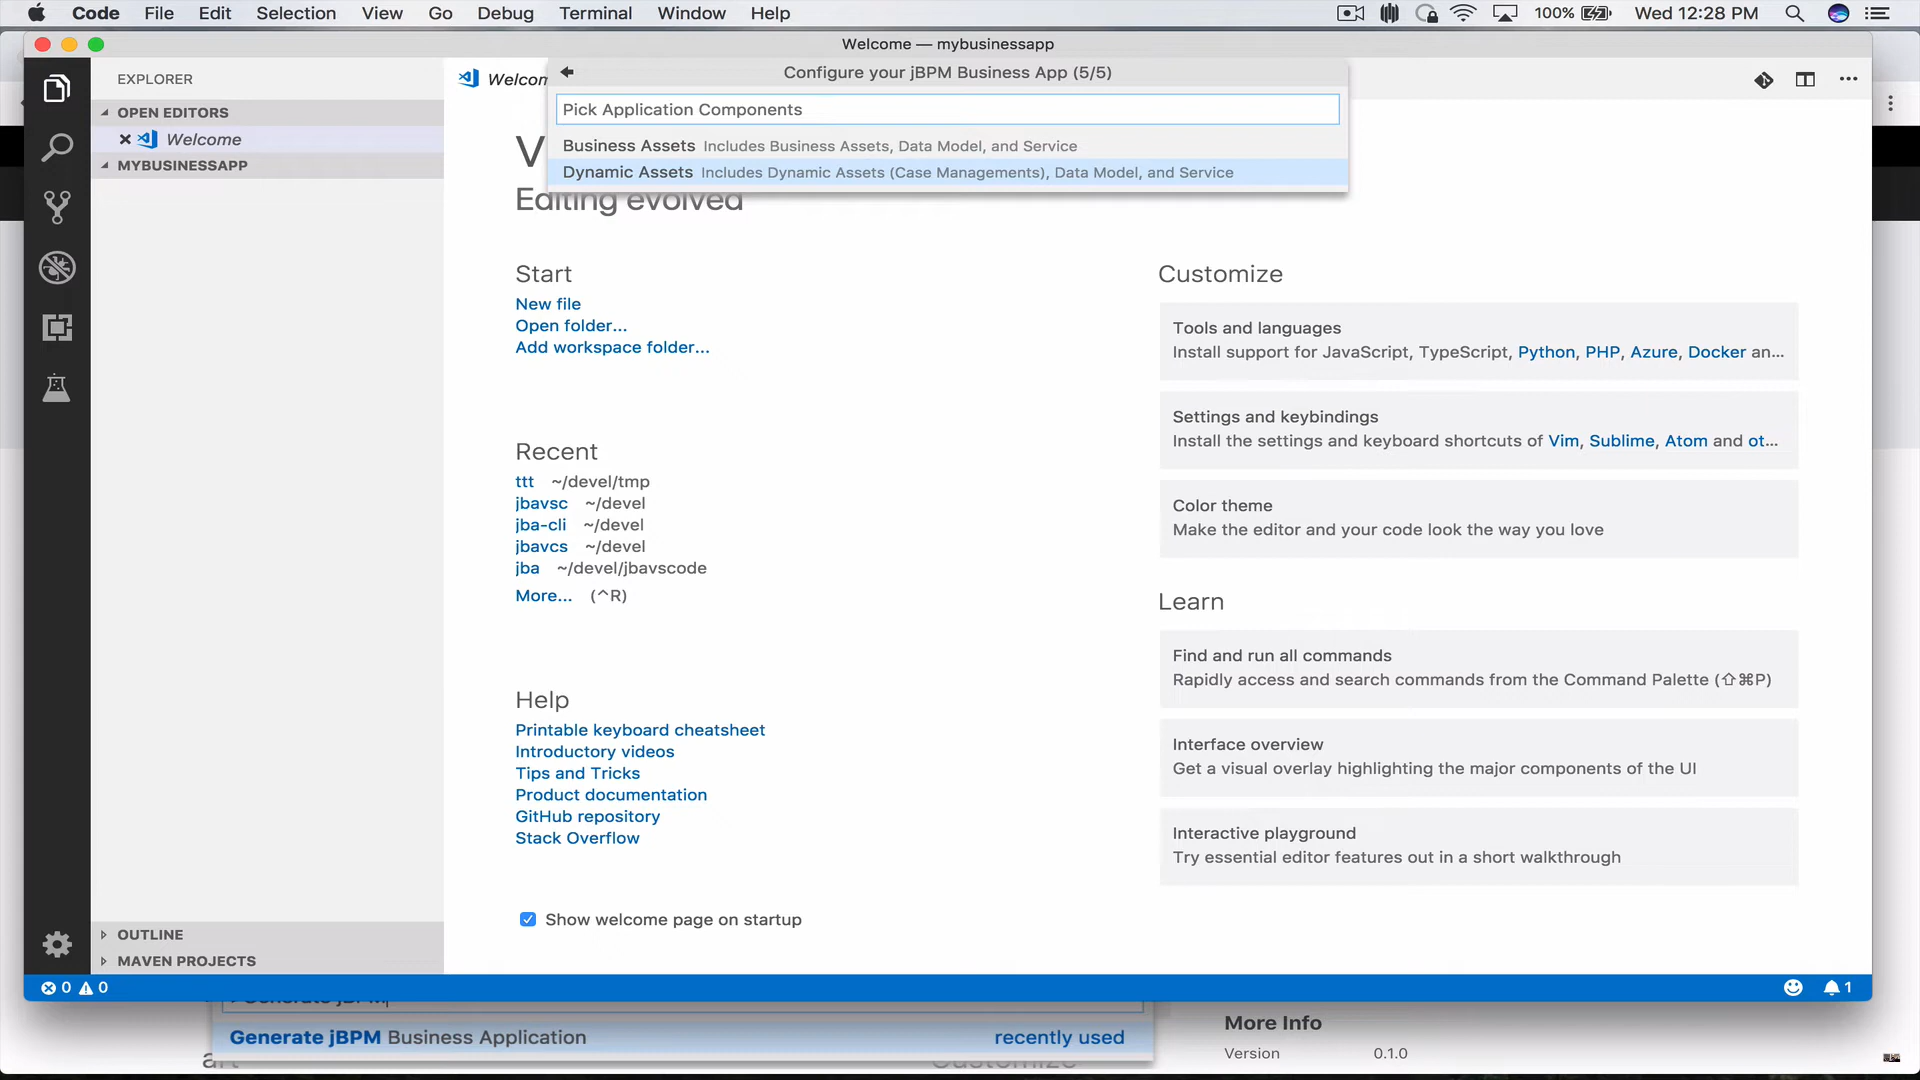 Code File Edit Selection View Go Debug Terminal Window Help 100% Wed 12:28 PM
Welcome — mybusinessapp
EXPLORER
OPEN EDITORS
Welcome
MYBUSINESSAPP
OUTLINE
MAVEN PROJECTS
Configure your jBPM Business App (5/5)
Pick Application Components
Business Assets Includes Business Assets, Data Model, and Service
Dynamic Assets Includes Dynamic Assets (Case Managements), Data Model, and Service
Editing evolved
Start
New file
Open folder...
Add workspace folder...
Recent
ttt ~/devel/tmp
jbavsc ~/devel
jba-cli ~/devel
jbavcs ~/devel
jba ~/devel/jbavscode
More... (^R)
Help
Printable keyboard cheatsheet
Introductory videos
Tips and Tricks
Product documentation
GitHub repository
Stack Overflow
Show welcome page on startup
Customize
Tools and languages
Install support for JavaScript, TypeScript, Python, PHP, Azure, Docker an...
Settings and keybindings
Install the settings and keyboard shortcuts of Vim, Sublime, Atom and ot...
Color theme
Make the editor and your code look the way you love
Learn
Find and run all commands
Rapidly access and search commands from the Command Palette (⇧⌘P)
Interface overview
Get a visual overlay highlighting the major components of the UI
Interactive playground
Try essential editor features out in a short walkthrough
0 0 1
Generate jBPM Business Application recently used
More Info
Version 0.1.0